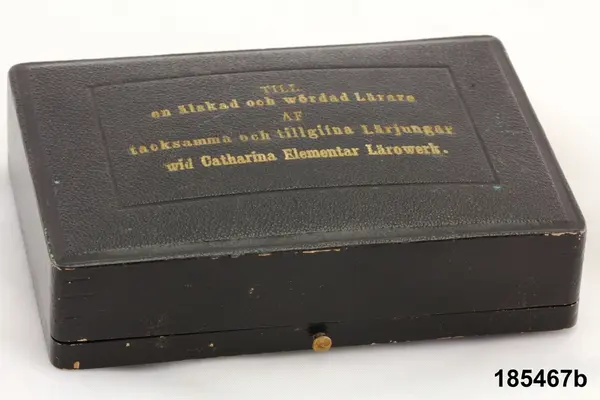 TILL
en älskad och wördad Lärare
AF
tacksamma och tillgifna Lärjungar
wid Catharina Elementar Lärowerk.
185467b